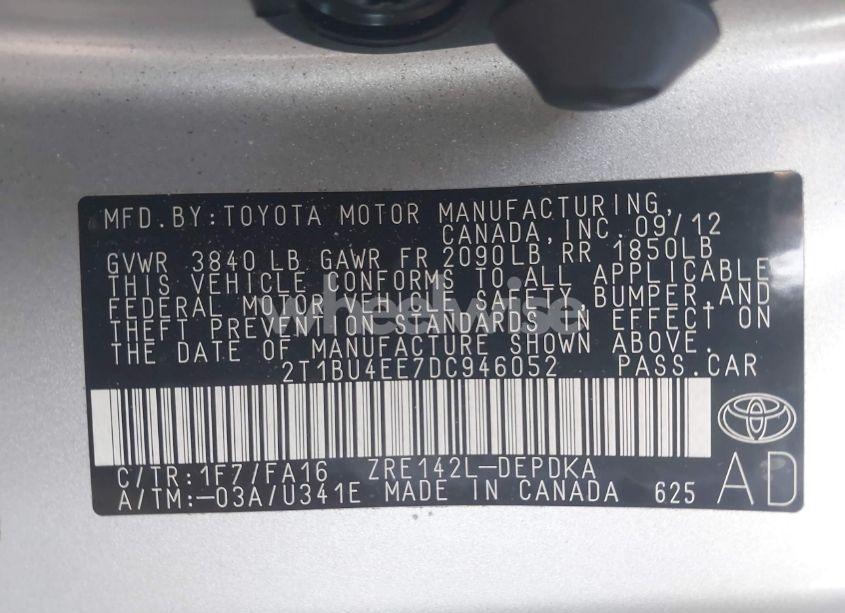 MFD.BY:TOYOTA MOTOR MANUFACTURING,
CANADA, INC. 09/12
GVWR 3840 LB GAWR FR 2090LB RR 1850LB
THIS VEHICLE CONFORMS TO ALL APPLICABLE
FEDERAL MOTOR VEHICLE SAFETY, BUMPER, AND
THEFT PREVENTION STANDARDS IN EFFECT ON
THE DATE OF MANUFACTURE SHOWN ABOVE.
2T1BU4EE7DC946052 PASS.CAR
C/TR:1F7/FA16 ZRE142L-DEPDKA
A/TM:-03A/U341E MADE IN CANADA 625
AD
wheelwise